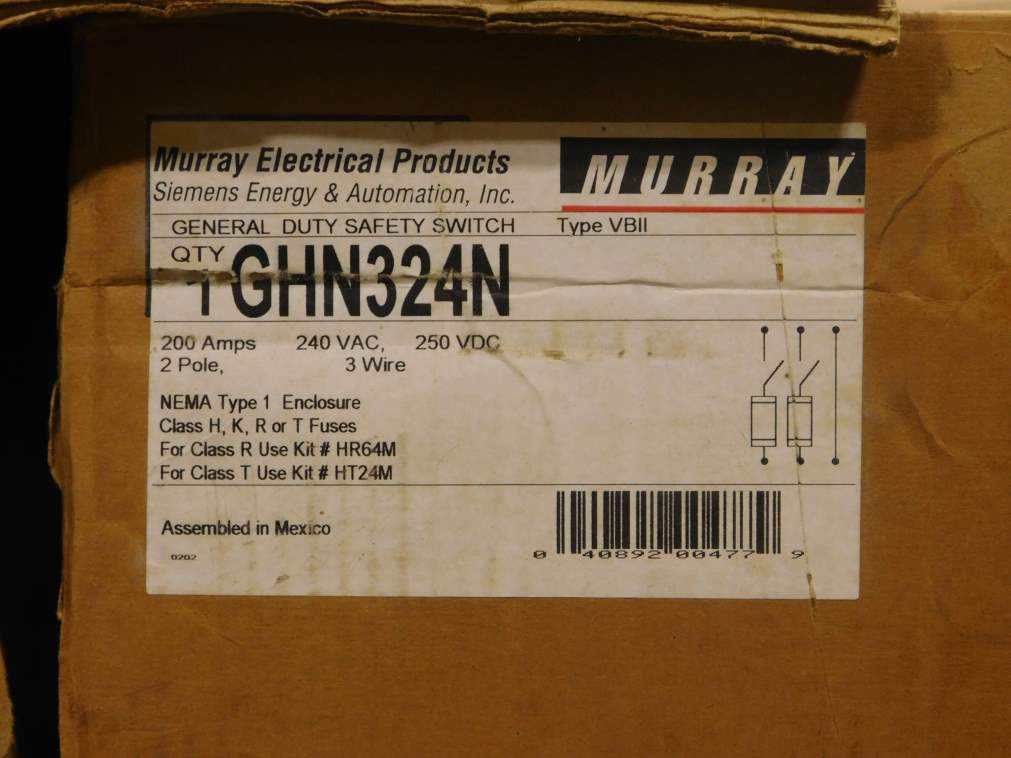 Murray Electrical Products
Siemens Energy & Automation, Inc.
MURRAY
GENERAL DUTY SAFETY SWITCH Type VBII
QTY
1 GHN324N
200 Amps 240 VAC, 250 VDC
2 Pole, 3 Wire
NEMA Type 1 Enclosure
Class H, K, R or T Fuses
For Class R Use Kit # HR64M
For Class T Use Kit # HT24M
Assembled in Mexico
0202
0 40892 00477 9